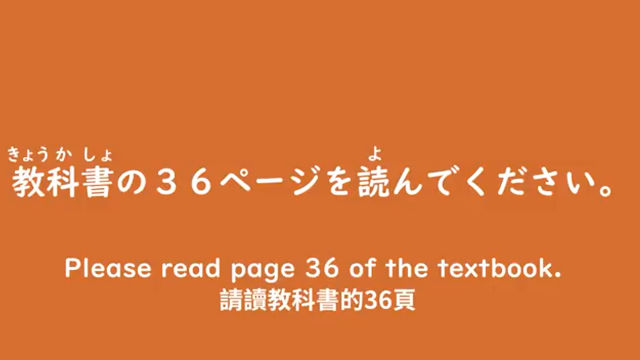 きょうかしょ よ
教科書の３６ページを読んでください。
Please read page 36 of the textbook.
請讀教科書的36頁